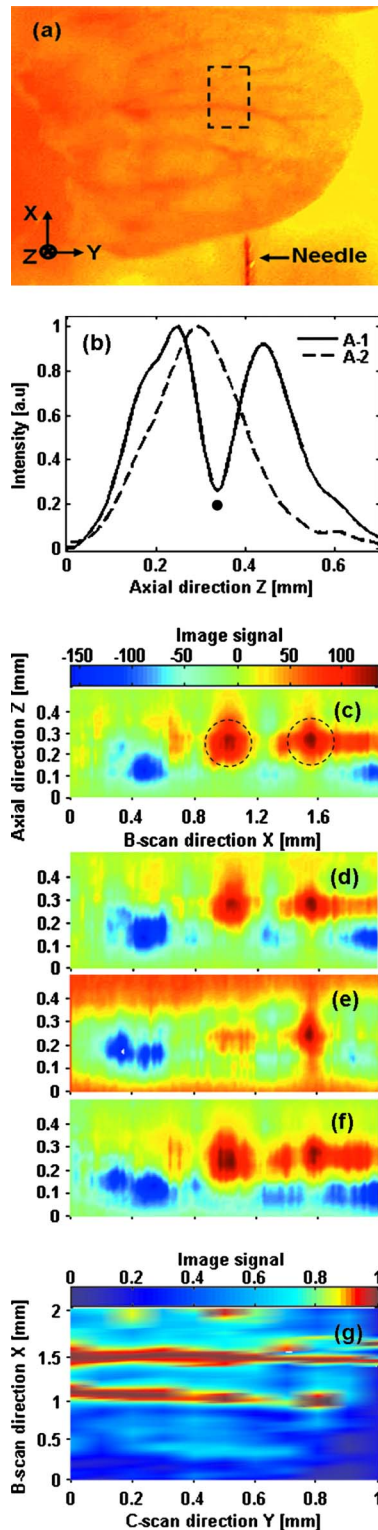 (a)
X
Z
Y
Needle
(b)
A-1
A-2
Intensity [a.u]
1
0.8
0.6
0.4
0.2
0
0 0.2 0.4 0.6
Axial direction Z [mm]
Image signal
-150 -100 -50 0 50 100
(c)
Axial direction Z [mm]
0.4
0.3
0.2
0.1
0
0 0.4 0.8 1.2 1.6
B-scan direction X [mm]
(d)
0.4
0.3
0.2
0.1
0
(e)
0.5
0.4
0.3
0.2
0.1
0
(f)
0.4
0.3
0.2
0.1
0
Image signal
0 0.2 0.4 0.6 0.8 1
(g)
B-scan direction X [mm]
2
1.5
1
0.5
0
0 0.2 0.4 0.6 0.8 1
C-scan direction Y [mm]